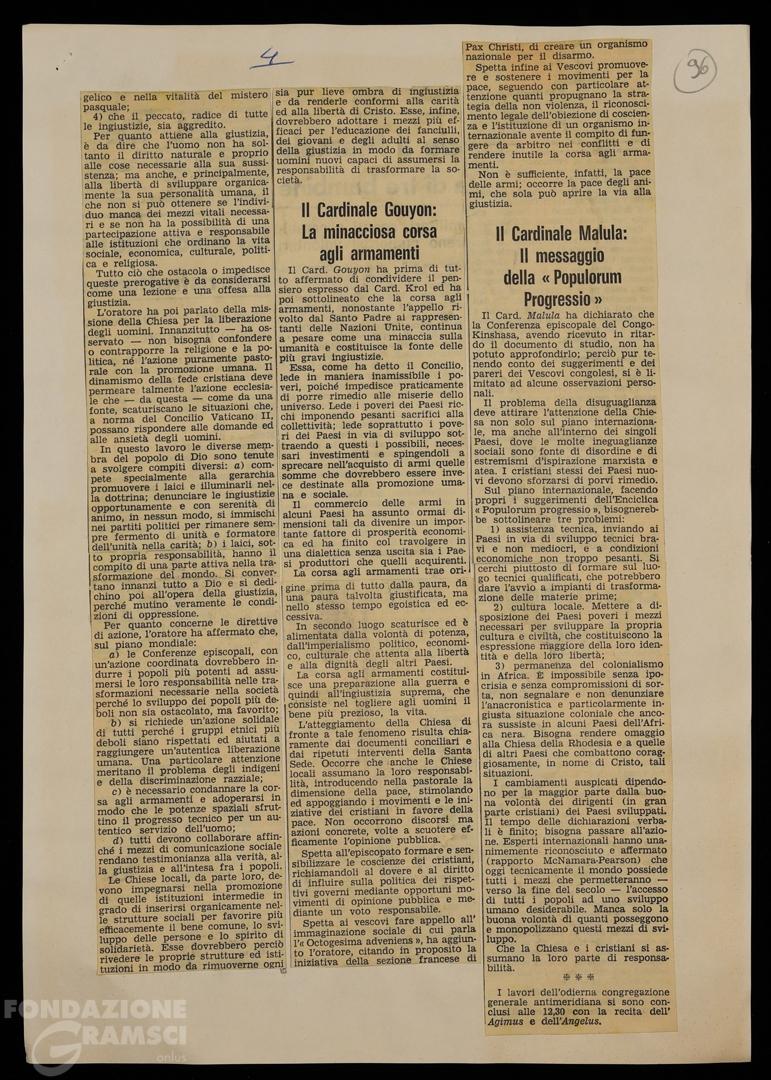 4
96
gelico e nella vitalità del mistero
pasquale;
4) che il peccato, radice di tutte
le ingiustizie, sia aggredito.
Per quanto attiene alla giustizia,
è da dire che l'uomo non ha sol-
tanto il diritto naturale e proprio
alle cose necessarie alla sua sussi-
stenza; ma anche, e principalmente,
alla libertà di sviluppare organica-
mente la sua personalità umana, il
che non si può ottenere se l'indivi-
duo manca dei mezzi vitali necessa-
ri e se non ha la possibilità di una
partecipazione attiva e responsabile
alle istituzioni che ordinano la vita
sociale, economica, culturale, politi-
ca e religiosa.
Tutto ciò che ostacola o impedisce
queste prerogative è da considerarsi
come una lezione e una offesa alla
giustizia.
L'oratore ha poi parlato della mis-
sione della Chiesa per la liberazione
degli uomini. Innanzitutto — ha os-
servato — non bisogna confondere
o contrapporre la religione e la po-
litica, né l'azione puramente pasto-
rale con la promozione umana. Il
dinamismo della fede cristiana deve
permeare talmente l'azione ecclesia-
le che — da questa — come da una
fonte, scaturiscano le situazioni che,
a norma del Concilio Vaticano II,
possano rispondere alle domande ed
alle ansietà degli uomini.
In questo lavoro le diverse mem-
bra del popolo di Dio sono tenute
a svolgere compiti diversi: a) com-
pete specialmente alla gerarchia
promuovere i laici e illuminarli nel-
la dottrina; denunciare le ingiustizie
opportunamente e con serenità di
animo, in nessun modo, si immischi
nei partiti politici per rimanere sem-
pre fermento di unità e formatore
dell'unità nella carità; b) i laici, sot-
to propria responsabilità, hanno il
compito di una parte attiva nella tra-
sformazione del mondo. Si conver-
tano innanzi tutto a Dio e si dedi-
chino poi all'opera della giustizia,
perché mutino veramente le condi-
zioni di oppressione.
Per quanto concerne le direttive
di azione, l'oratore ha affermato che,
sul piano mondiale:
a) le Conferenze episcopali, con
un'azione coordinata dovrebbero in-
durre i popoli più potenti ad assu-
mersi le loro responsabilità nelle tra-
sformazioni necessarie nella società
perché lo sviluppo dei popoli più de-
boli non sia ostacolato, ma favorito;
b) si richiede un'azione solidale
di tutti perché i gruppi etnici più
deboli siano rispettati ed aiutati a
raggiungere un'autentica liberazione
umana. Una particolare attenzione
meritano il problema degli indigeni
e della discriminazione razziale;
c) è necessario condannare la cor-
sa agli armamenti e adoperarsi in
modo che le potenze spaziali sfrut-
tino il progresso tecnico per un au-
tentico servizio dell'uomo;
d) tutti devono collaborare affin-
ché i mezzi di comunicazione sociale
rendano testimonianza alla verità, al-
la giustizia e all'intesa fra i popoli.
Le Chiese locali, da parte loro, de-
vono impegnarsi nella promozione
di quelle istituzioni intermedie in
grado di inserirsi organicamente nel-
le strutture sociali per favorire più
efficacemente il bene comune, lo svi-
luppo delle persone e lo spirito di
solidarietà. Esse dovrebbero perciò
rivedere le proprie strutture ed isti-
tuzioni in modo da rimuoverne ogni
sia pur lieve ombra di ingiustizia
e da renderle conformi alla carità
ed alla libertà di Cristo. Esse, infine,
dovrebbero adottare i mezzi più ef-
ficaci per l'educazione dei fanciulli,
dei giovani e degli adulti al senso
della giustizia in modo da formare
uomini nuovi capaci di assumersi la
responsabilità di trasformare la so-
cietà.
Il Cardinale Gouyon:
La minacciosa corsa
agli armamenti
Il Card. Gouyon ha prima di tut-
to affermato di condividere il pen-
siero espresso dal Card. Krol ed ha
poi sottolineato che la corsa agli
armamenti, nonostante l'appello ri-
volto dal Santo Padre ai rappresen-
tanti delle Nazioni Unite, continua
a pesare come una minaccia sulla
umanità e costituisce la fonte delle
più gravi ingiustizie.
Essa, come ha detto il Concilio,
lede in maniera inamissibile i po-
veri, poiché impedisce praticamente
di porre rimedio alle miserie dello
universo. Lede i poveri dei Paesi ric-
chi imponendo pesanti sacrifici alla
collettività; lede soprattutto i pove-
ri dei Paesi in via di sviluppo sot-
traendo a questi i possibili, neces-
sari investimenti e spingendoli a
sprecare nell'acquisto di armi quelle
somme che dovrebbero essere inve-
ce destinate alla promozione uma-
na e sociale.
Il commercio delle armi in
alcuni Paesi ha assunto ormai di-
mensioni tali da divenire un impor-
tante fattore di prosperità economi-
ca ed ha finito col travolgere in
una dialettica senza uscita sia i Pae-
si produttori che quelli acquirenti.
La corsa agli armamenti trae ori-
gine prima di tutto dalla paura, da
una paura talvolta giustificata, ma
nello stesso tempo egoistica ed ec-
cessiva.
In secondo luogo scaturisce ed è
alimentata dalla volontà di potenza,
dall'imperialismo politico, economi-
co, culturale che attenta alla libertà
e alla dignità degli altri Paesi.
La corsa agli armamenti costitui-
sce una preparazione alla guerra e
quindi all'ingiustizia suprema, che
consiste nel togliere agli uomini il
bene più prezioso, la vita.
L'atteggiamento della Chiesa di
fronte a tale fenomeno risulta chia-
ramente dai documenti conciliari e
dai ripetuti interventi della Santa
Sede. Occorre che anche le Chiese
locali assumano la loro responsabi-
lità, introducendo nella pastorale la
dimensione della pace, stimolando
ed appoggiando i movimenti e le ini-
ziative dei cristiani in favore della
pace. Non occorrono discorsi ma
azioni concrete, volte a scuotere ef-
ficamente l'opinione pubblica.
Spetta all'episcopato formare e sen-
sibilizzare le coscienze dei cristiani,
richiamandoli al dovere e al diritto
di influire sulla politica dei rispet-
tivi governi mediante opportuni mo-
vimenti di opinione pubblica e me-
diante un voto responsabile.
Spetta ai vescovi fare appello all'
immaginazione sociale di cui parla
l'« Octogesima adveniens », ha aggiun-
to l'oratore, citando in proposito la
iniziativa della sezione francese di
Pax Christi, di creare un organismo
nazionale per il disarmo.
Spetta infine ai Vescovi promuove-
re e sostenere i movimenti per la
pace, seguendo con particolare at-
tenzione quanti propugnano la stra-
tegia della non violenza, il riconosci-
mento legale dell'obiezione di coscien-
za e l'istituzione di un organismo in-
ternazionale avente il compito di fun-
gere da arbitro nei conflitti e di
rendere inutile la corsa agli arma-
menti.
Non è sufficiente, infatti, la pace
delle armi; occorre la pace degli ani-
mi, che sola può aprire la via alla
giustizia.
Il Cardinale Malula:
Il messaggio
della « Populorum
Progressio »
Il Card. Malula ha dichiarato che
la Conferenza episcopale del Congo-
Kinshasa, avendo ricevuto in ritar-
do il documento di studio, non ha
potuto approfondirlo; perciò pur te-
nendo conto dei suggerimenti e dei
pareri dei Vescovi congolesi, si è li-
mitato ad alcune osservazioni perso-
nali.
Il problema della disuguaglianza
deve attirare l'attenzione della Chie-
sa non solo sul piano internaziona-
le, ma anche all'interno dei singoli
Paesi, dove le molte ineguaglianze
sociali sono fonte di disordine e di
estremismi d'ispirazione marxista e
atea. I cristiani stessi dei Paesi nuo-
vi devono sforzarsi di porvi rimedio.
Sul piano internazionale, facendo
propri i suggerimenti dell'Enciclica
« Populorum progressio », bisognereb-
be sottolineare tre problemi:
1) assistenza tecnica, inviando ai
Paesi in via di sviluppo tecnici bra-
vi e non mediocri, e a condizioni
economiche non troppo pesanti. Si
cerchi piuttosto di formare sul luo-
go tecnici qualificati, che potrebbero
dare l'avvio a impianti di trasforma-
zione delle materie prime;
2) cultura locale. Mettere a di-
sposizione dei Paesi poveri i mezzi
necessari per sviluppare la propria
cultura e civiltà, che costituiscono la
espressione maggiore della loro iden-
tità e della loro libertà;
3) permanenza del colonialismo
in Africa. È impossibile senza ipo-
crisia e senza compromissioni di sor-
ta, non segnalare e non denunziare
l'anacronistica e particolarmente in-
giusta situazione coloniale che anco-
ra sussiste in alcuni Paesi dell'Afri-
ca nera. Bisogna rendere omaggio
alla Chiesa della Rhodesia e a quelle
di altri Paesi che combattono corag-
giosamente, in nome di Cristo, tali
situazioni.
I cambiamenti auspicati dipendo-
no per la maggior parte dalla buo-
na volontà dei dirigenti (in gran
parte cristiani) dei Paesi sviluppati.
Il tempo delle dichiarazioni verba-
li è finito; bisogna passare all'azio-
ne. Esperti internazionali hanno una-
nimemente riconosciuto e affermato
(rapporto McNamara-Pearson) che
oggi tecnicamente il mondo possiede
tutti i mezzi che permetteranno —
verso la fine del secolo — l'accesso
di tutti i popoli ad uno sviluppo
umano desiderabile. Manca solo la
buona volontà di quanti posseggono
e monopolizzano questi mezzi di svi-
luppo.
Che la Chiesa e i cristiani si as-
sumano la loro parte di responsa-
bilità.
* * *
I lavori dell'odierna congregazione
generale antimeridiana si sono con-
clusi alle 12,30 con la recita dell'
Agimus e dell'Angelus.
FONDAZIONE
GRAMSCI
onlus